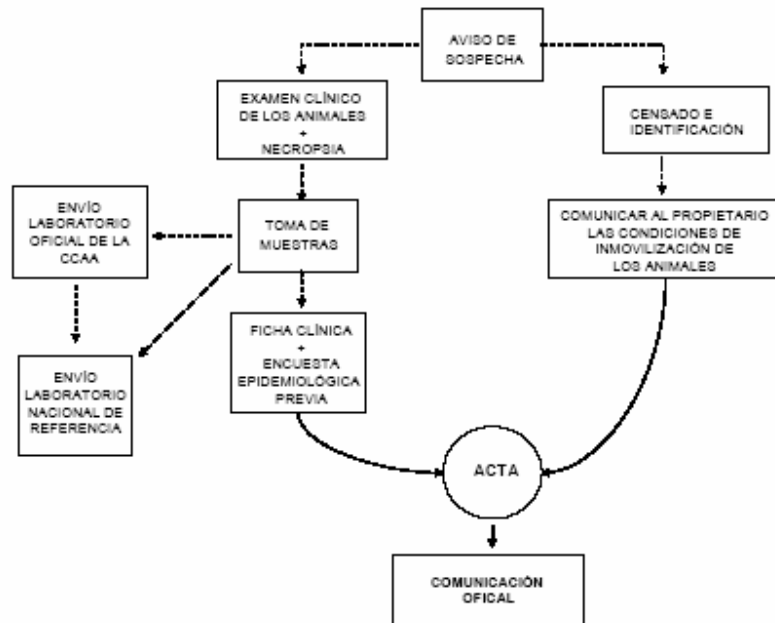 AVISO DE
SOSPECHA
EXAMEN CLÍNICO
DE LOS ANIMALES
+
NECROPSIA
CENSADO E
IDENTIFICACIÓN
ENVÍO
LABORATORIO
OFICIAL DE LA
CCAA
TOMA DE
MUESTRAS
COMUNICAR AL PROPIETARIO
LAS CONDICIONES DE
INMOVILIZACIÓN DE
LOS ANIMALES
ENVÍO
LABORATORIO
NACIONAL DE
REFERENCIA
FICHA CLÍNICA
+
ENCUESTA
EPIDEMIOLÓGICA
PREVIA
ACTA
COMUNICACIÓN
OFICAL